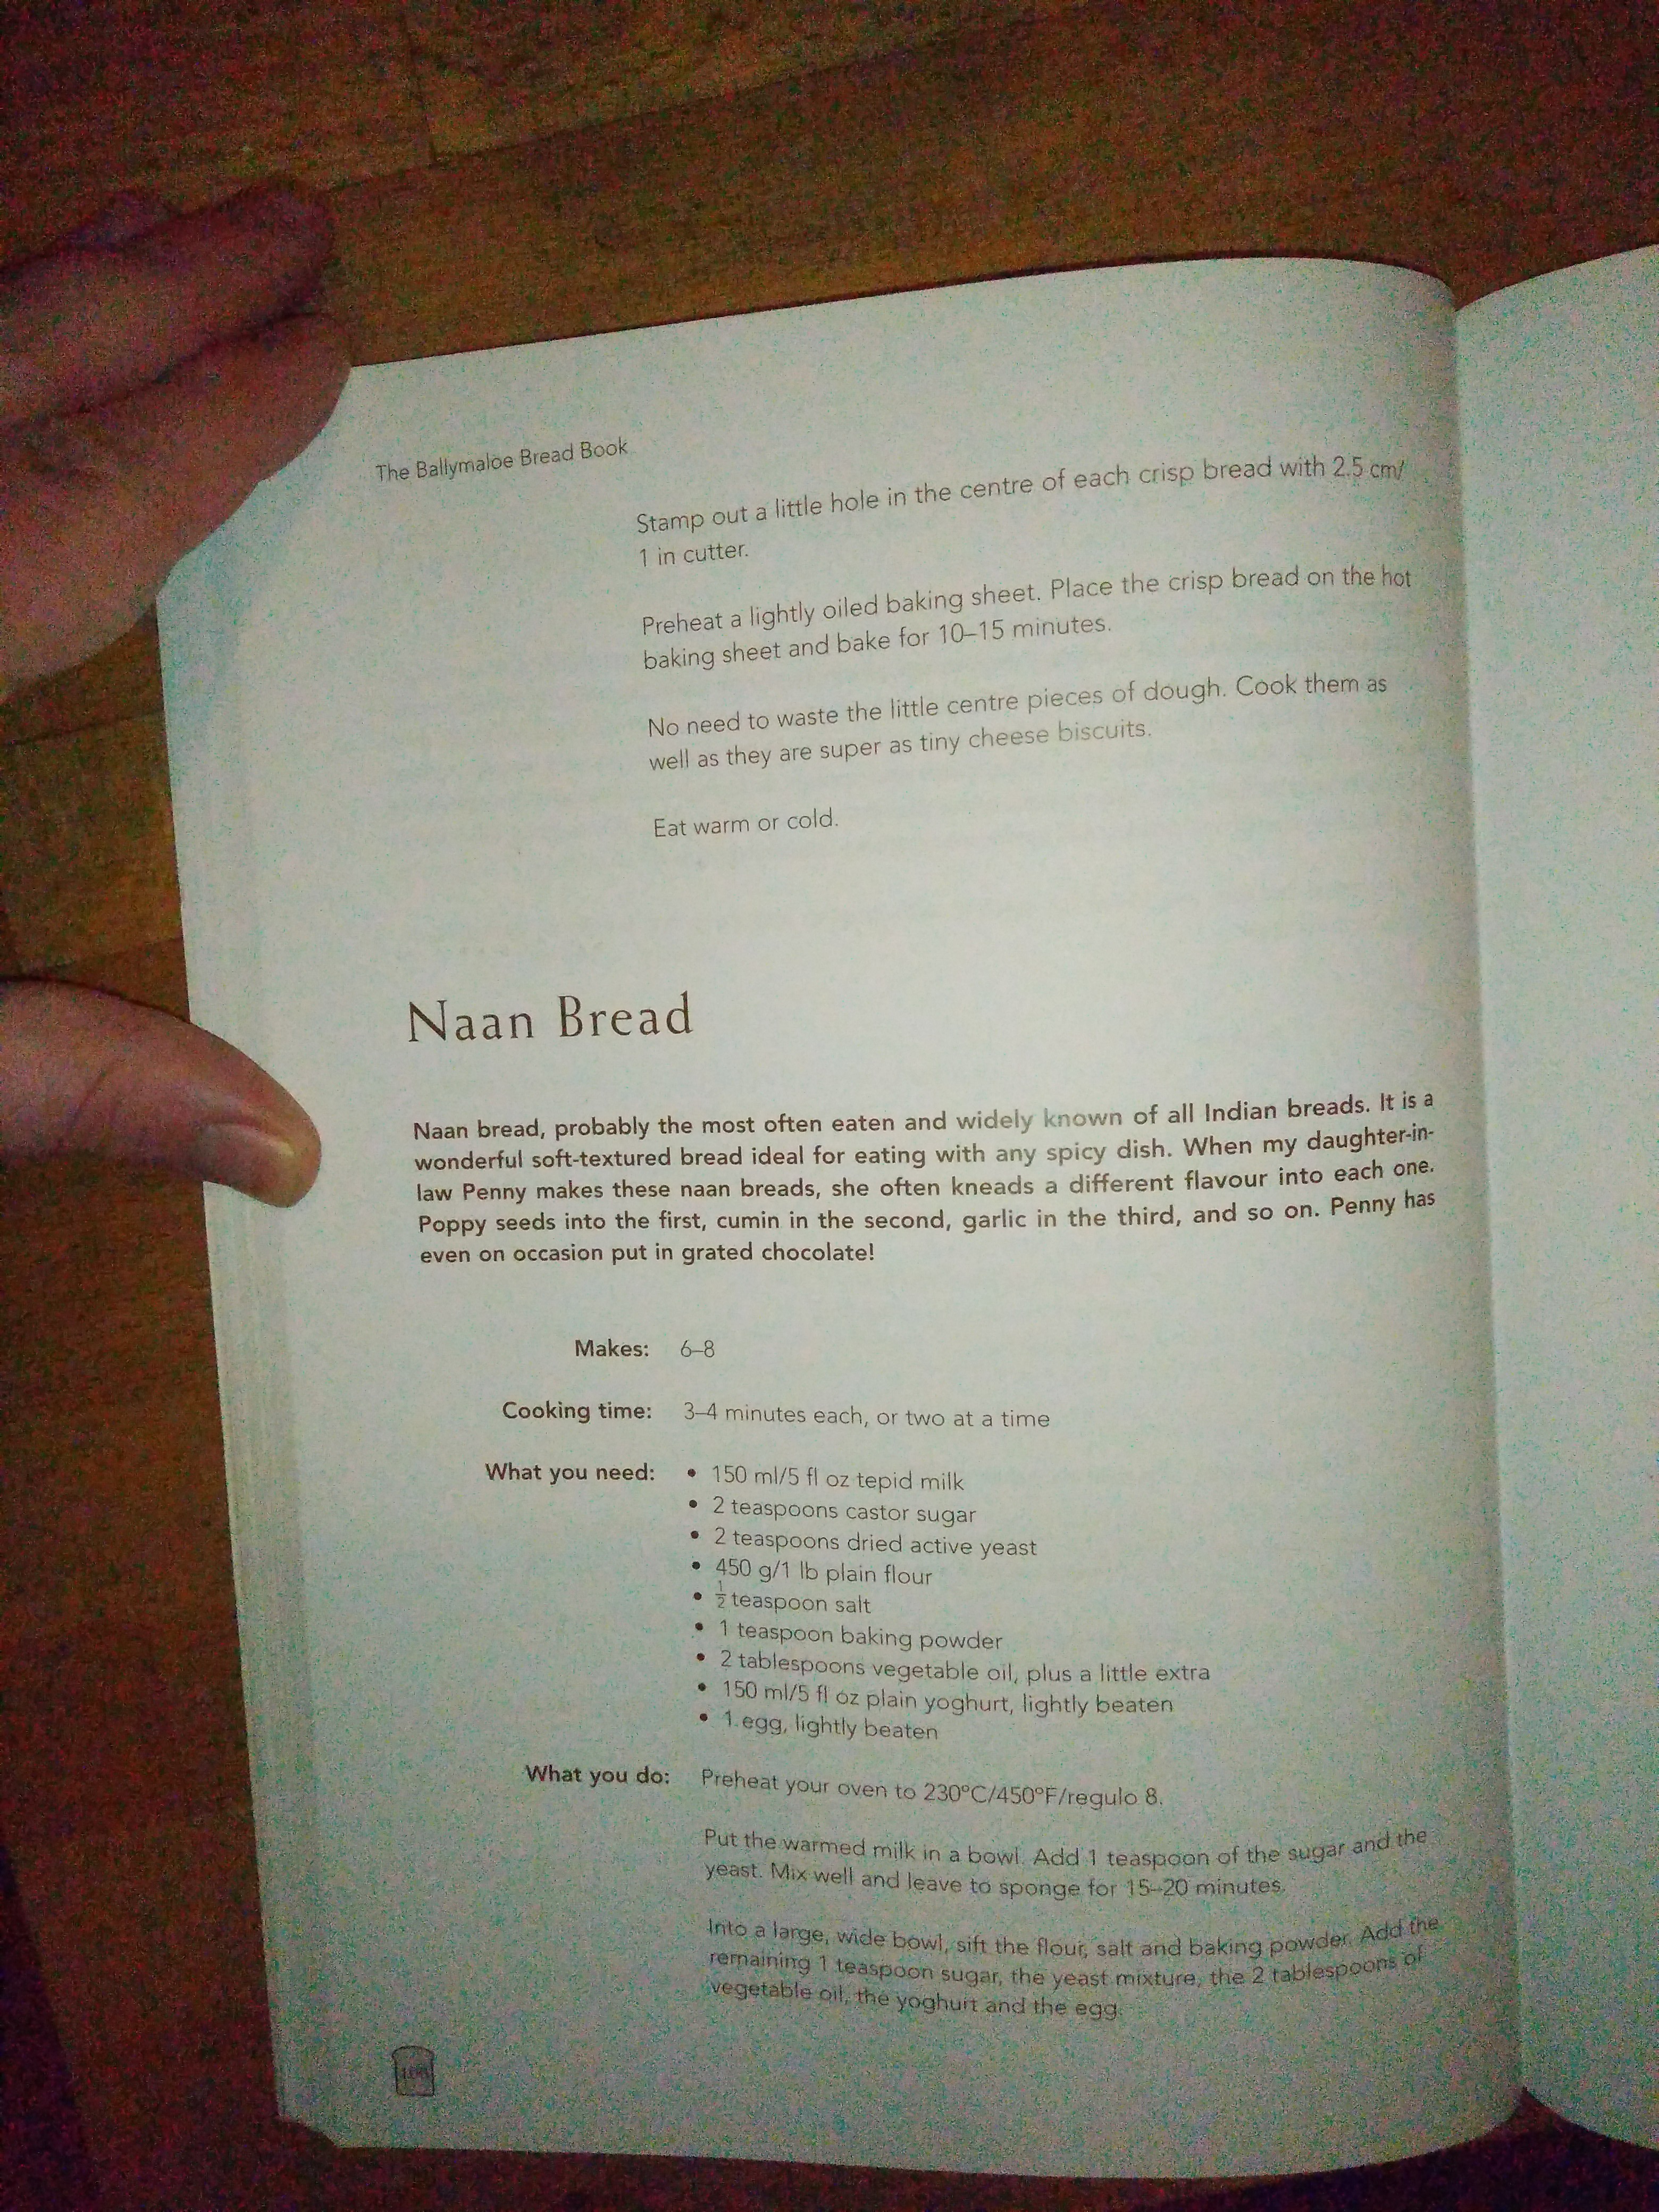 The Ballymaloe Bread Book
Stamp out a little hole in the centre of each crisp bread with 2.5 cm/
1 in cutter.
Preheat a lightly oiled baking sheet. Place the crisp bread on the hot
baking sheet and bake for 10–15 minutes.
No need to waste the little centre pieces of dough. Cook them as
well as they are super as tiny cheese biscuits.
Eat warm or cold.
Naan Bread
Naan bread, probably the most often eaten and widely known of all Indian breads. It is a
wonderful soft-textured bread ideal for eating with any spicy dish. When my daughter-in-
law Penny makes these naan breads, she often kneads a different flavour into each one.
Poppy seeds into the first, cumin in the second, garlic in the third, and so on. Penny has
even on occasion put in grated chocolate!
Makes: 6–8
Cooking time: 3–4 minutes each, or two at a time
What you need: • 150 ml/5 fl oz tepid milk
• 2 teaspoons castor sugar
• 2 teaspoons dried active yeast
• 450 g/1 lb plain flour
• ½ teaspoon salt
• 1 teaspoon baking powder
• 2 tablespoons vegetable oil, plus a little extra
• 150 ml/5 fl oz plain yoghurt, lightly beaten
• 1 egg, lightly beaten
What you do: Preheat your oven to 230°C/450°F/regulo 8.
Put the warmed milk in a bowl. Add 1 teaspoon of the sugar and the
yeast. Mix well and leave to sponge for 15–20 minutes.
Into a large, wide bowl, sift the flour, salt and baking powder. Add the
remaining 1 teaspoon sugar, the yeast mixture, the 2 tablespoons of
vegetable oil, the yoghurt and the egg.